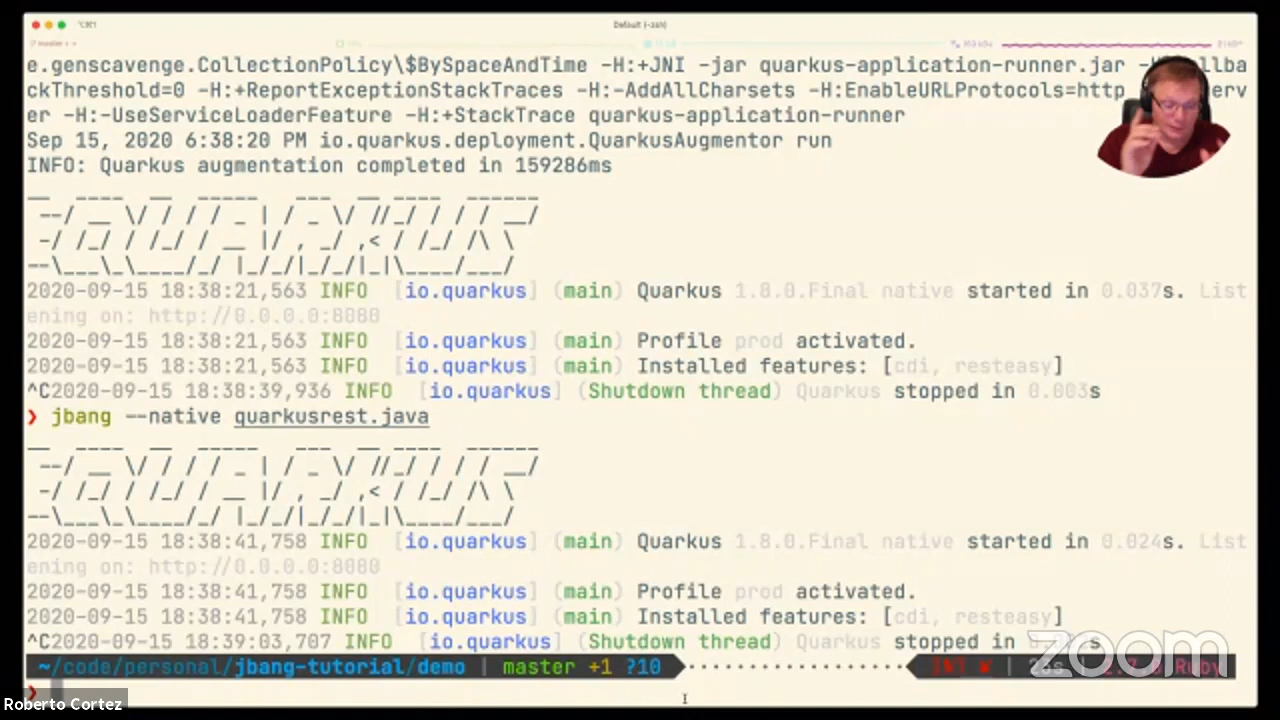 Default (-zsh)
e.genscavenge.CollectionPolicy\$BySpaceAndTime -H:+JNI -jar quarkus-application-runner.jar
ckThreshold=0 -H:+ReportExceptionStackTraces -H:-AddAllCharsets -H:EnableURLProtocols=http
er -H:-UseServiceLoaderFeature -H:+StackTrace quarkus-application-runner
Sep 15, 2020 6:38:20 PM io.quarkus.deployment.QuarkusAugmentor run
INFO: Quarkus augmentation completed in 159286ms
QUARKUS
2020-09-15 18:38:21,563 INFO [io.quarkus] (main) Quarkus 1.8.0.Final native started in 0.037s. List
ening on: http://0.0.0.0:8080
2020-09-15 18:38:21,563 INFO [io.quarkus] (main) Profile prod activated.
2020-09-15 18:38:21,563 INFO [io.quarkus] (main) Installed features: [cdi, resteasy]
^C2020-09-15 18:38:39,936 INFO [io.quarkus] (Shutdown thread) Quarkus stopped in 0.003s
❯ jbang --native quarkusrest.java
QUARKUS
2020-09-15 18:38:41,758 INFO [io.quarkus] (main) Quarkus 1.8.0.Final native started in 0.024s. List
ening on: http://0.0.0.0:8080
2020-09-15 18:38:41,758 INFO [io.quarkus] (main) Profile prod activated.
2020-09-15 18:38:41,758 INFO [io.quarkus] (main) Installed features: [cdi, resteasy]
^C2020-09-15 18:39:03,707 INFO [io.quarkus] (Shutdown thread) Quarkus stopped in
~/code/personal/jbang-tutorial/demo | master +1 ?10
Ruby
zoom
❯
Roberto Cortez